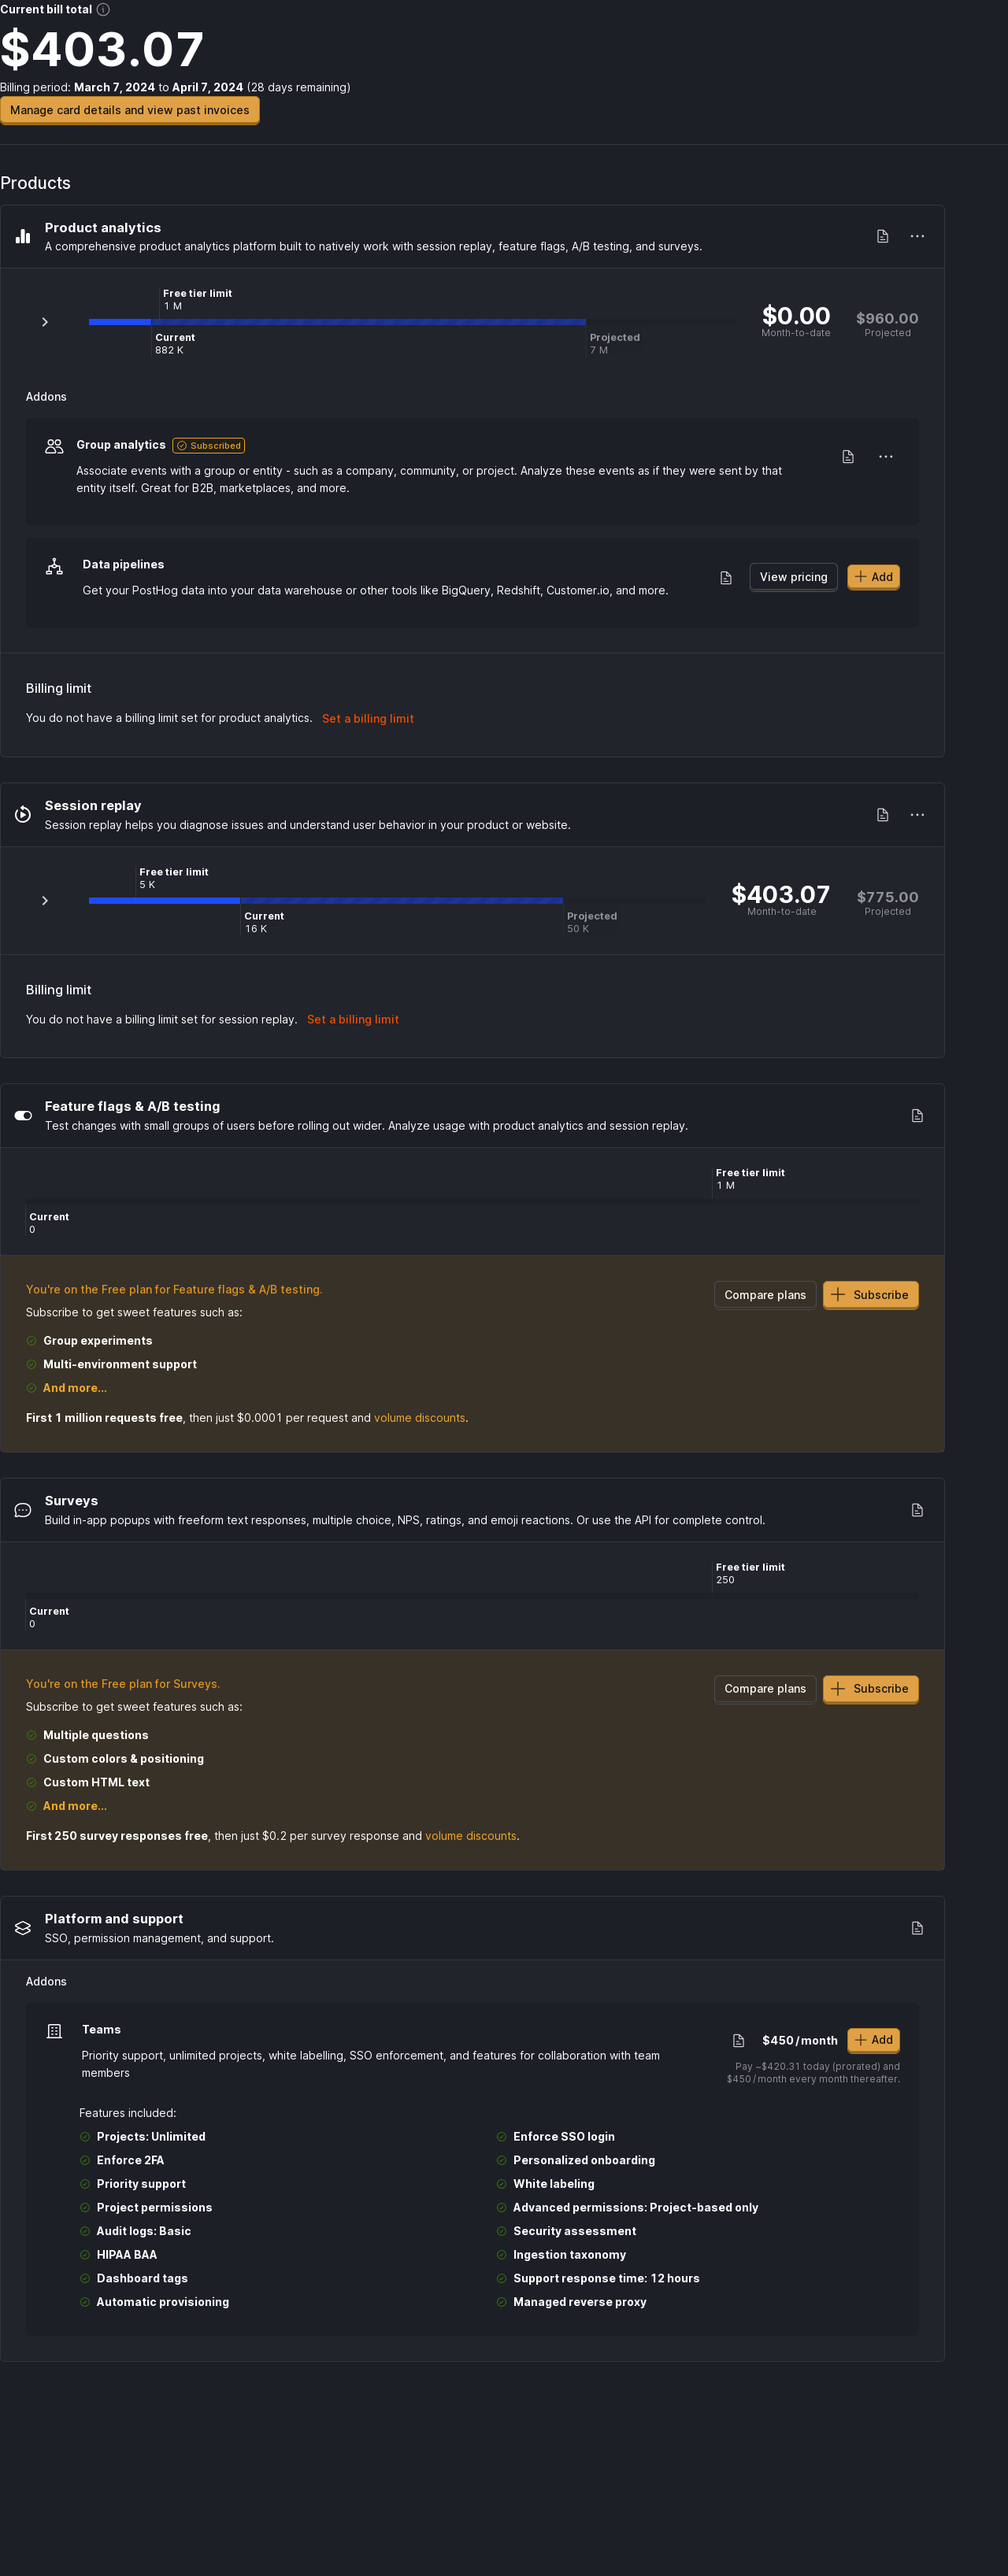 Current bill total
$403.07
Billing period: March 7, 2024 to April 7, 2024 (28 days remaining)
Manage card details and view past invoices
Products
Product analytics
A comprehensive product analytics platform built to natively work with session replay, feature flags, A/B testing, and surveys.
Free tier limit
1 M
Current
882 K
Projected
7 M
$0.00
Month-to-date
$960.00
Projected
Addons
Group analytics Subscribed
Associate events with a group or entity - such as a company, community, or project. Analyze these events as if they were sent by that
entity itself. Great for B2B, marketplaces, and more.
Data pipelines
Get your PostHog data into your data warehouse or other tools like BigQuery, Redshift, Customer.io, and more.
View pricing
Add
Billing limit
You do not have a billing limit set for product analytics. Set a billing limit
Session replay
Session replay helps you diagnose issues and understand user behavior in your product or website.
Free tier limit
5 K
Current
16 K
Projected
50 K
$403.07
Month-to-date
$775.00
Projected
Billing limit
You do not have a billing limit set for session replay. Set a billing limit
Feature flags & A/B testing
Test changes with small groups of users before rolling out wider. Analyze usage with product analytics and session replay.
Free tier limit
1 M
Current
0
You're on the Free plan for Feature flags & A/B testing.
Compare plans
Subscribe
Subscribe to get sweet features such as:
Group experiments
Multi-environment support
And more...
First 1 million requests free, then just $0.0001 per request and volume discounts.
Surveys
Build in-app popups with freeform text responses, multiple choice, NPS, ratings, and emoji reactions. Or use the API for complete control.
Free tier limit
250
Current
0
You're on the Free plan for Surveys.
Compare plans
Subscribe
Subscribe to get sweet features such as:
Multiple questions
Custom colors & positioning
Custom HTML text
And more...
First 250 survey responses free, then just $0.2 per survey response and volume discounts.
Platform and support
SSO, permission management, and support.
Addons
Teams
Priority support, unlimited projects, white labelling, SSO enforcement, and features for collaboration with team
members
$450/month
Add
Pay ~$420.31 today (prorated) and
$450/month every month thereafter.
Features included:
Projects: Unlimited
Enforce 2FA
Priority support
Project permissions
Audit logs: Basic
HIPAA BAA
Dashboard tags
Automatic provisioning
Enforce SSO login
Personalized onboarding
White labeling
Advanced permissions: Project-based only
Security assessment
Ingestion taxonomy
Support response time: 12 hours
Managed reverse proxy